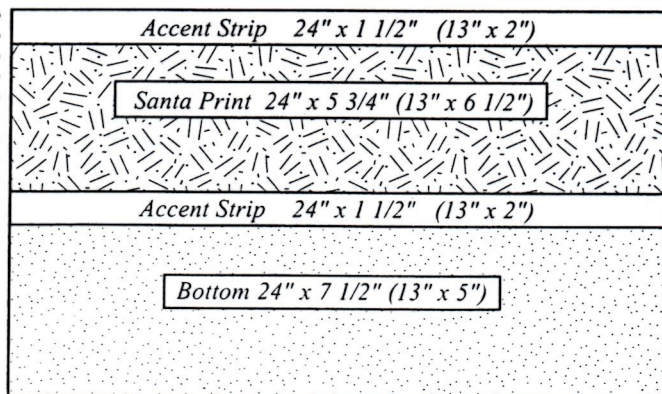 Accent Strip 24" x 1 1/2" (13" x 2")
Santa Print 24" x 5 3/4" (13" x 6 1/2")
Accent Strip 24" x 1 1/2" (13" x 2")
Bottom 24" x 7 1/2" (13" x 5")